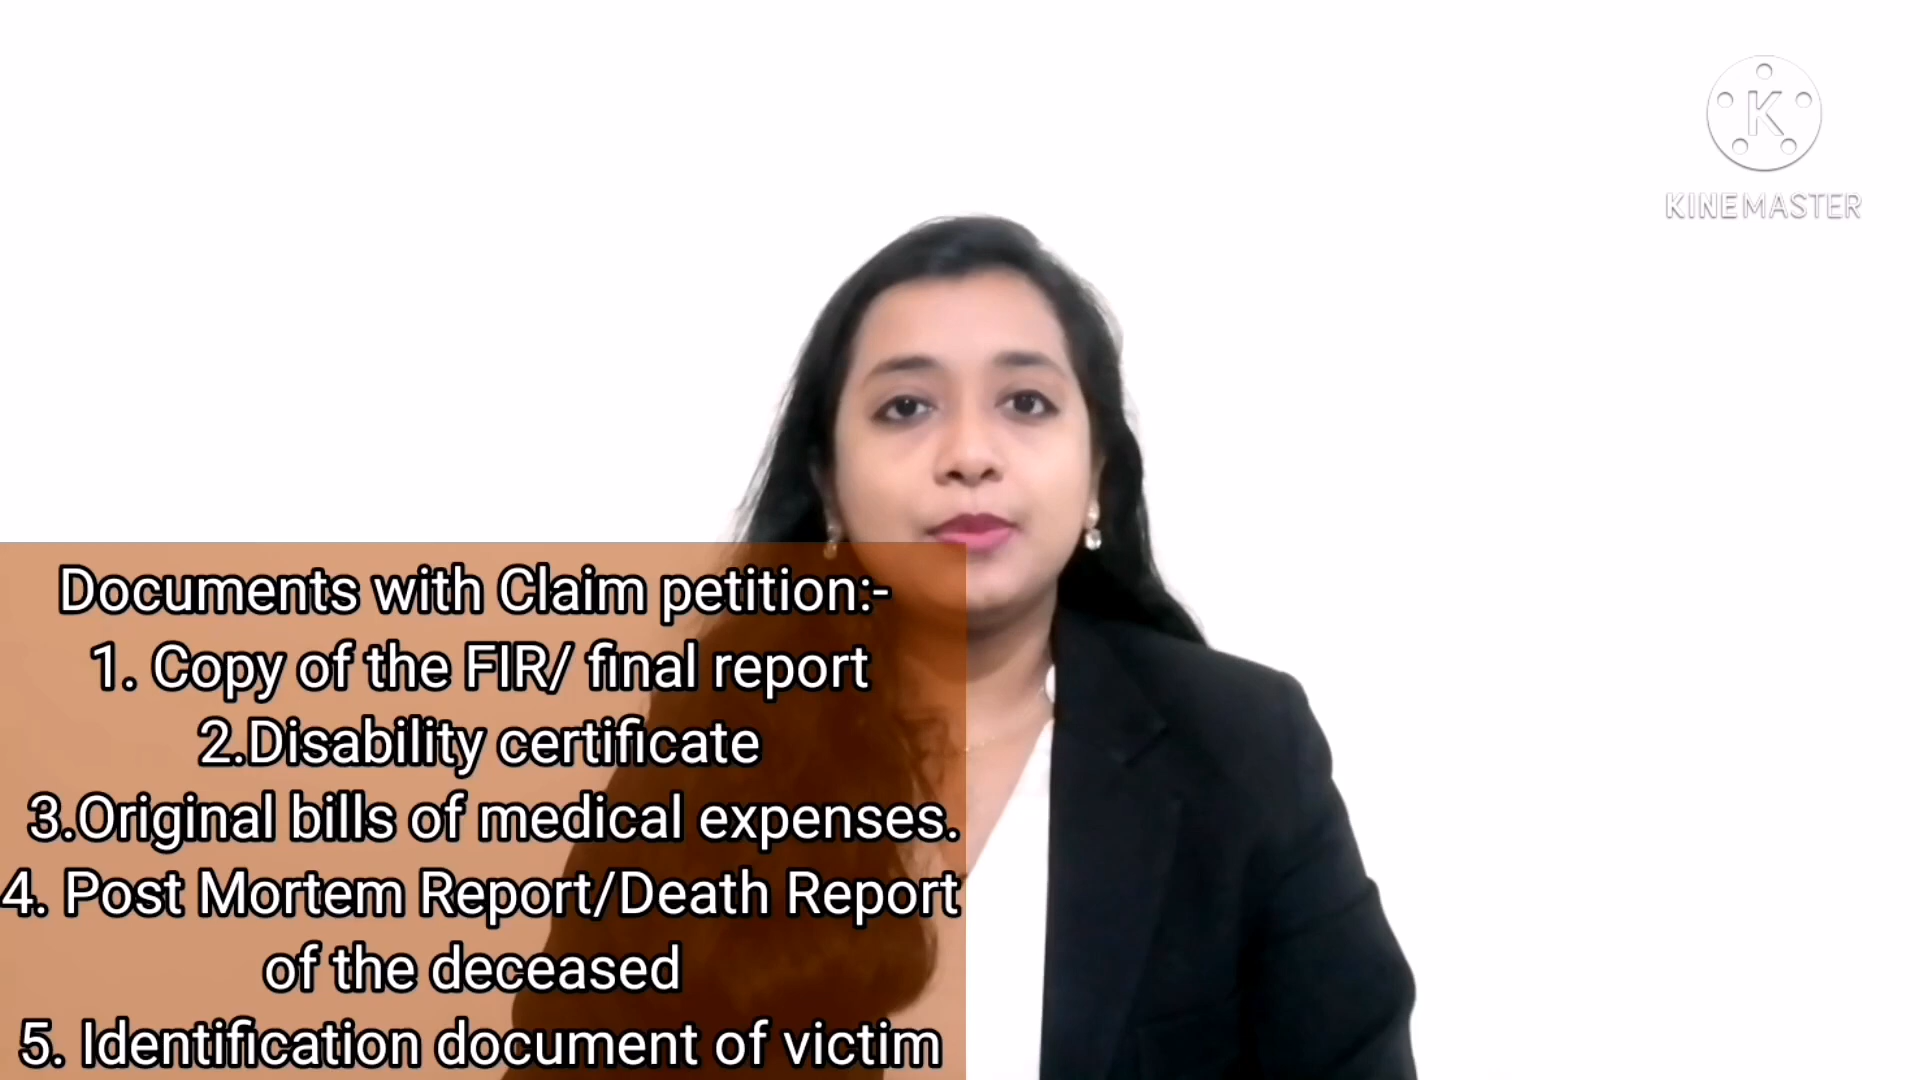 K
KINEMASTER
Documents with Claim petition:-
1. Copy of the FIR/ final report
2.Disability certificate
3.Original bills of medical expenses.
4. Post Mortem Report/Death Report
of the deceased
5. Identification document of victim